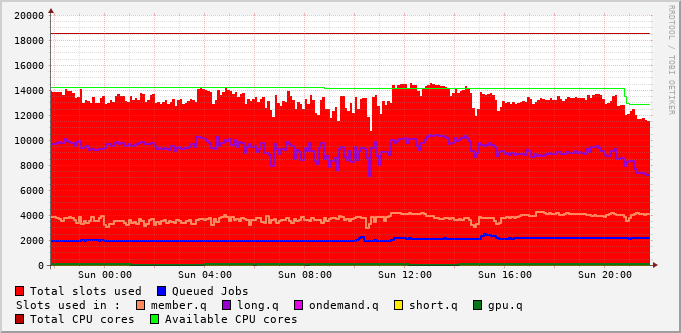 20000
18000
16000
14000
12000
10000
8000
6000
4000
2000
0
Sun 00:00 Sun 04:00 Sun 08:00 Sun 12:00 Sun 16:00 Sun 20:00
RRDTOOL / TOBI OETIKER
Total slots used Queued Jobs
Slots used in : member.q long.q ondemand.q short.q gpu.q
Total CPU cores Available CPU cores